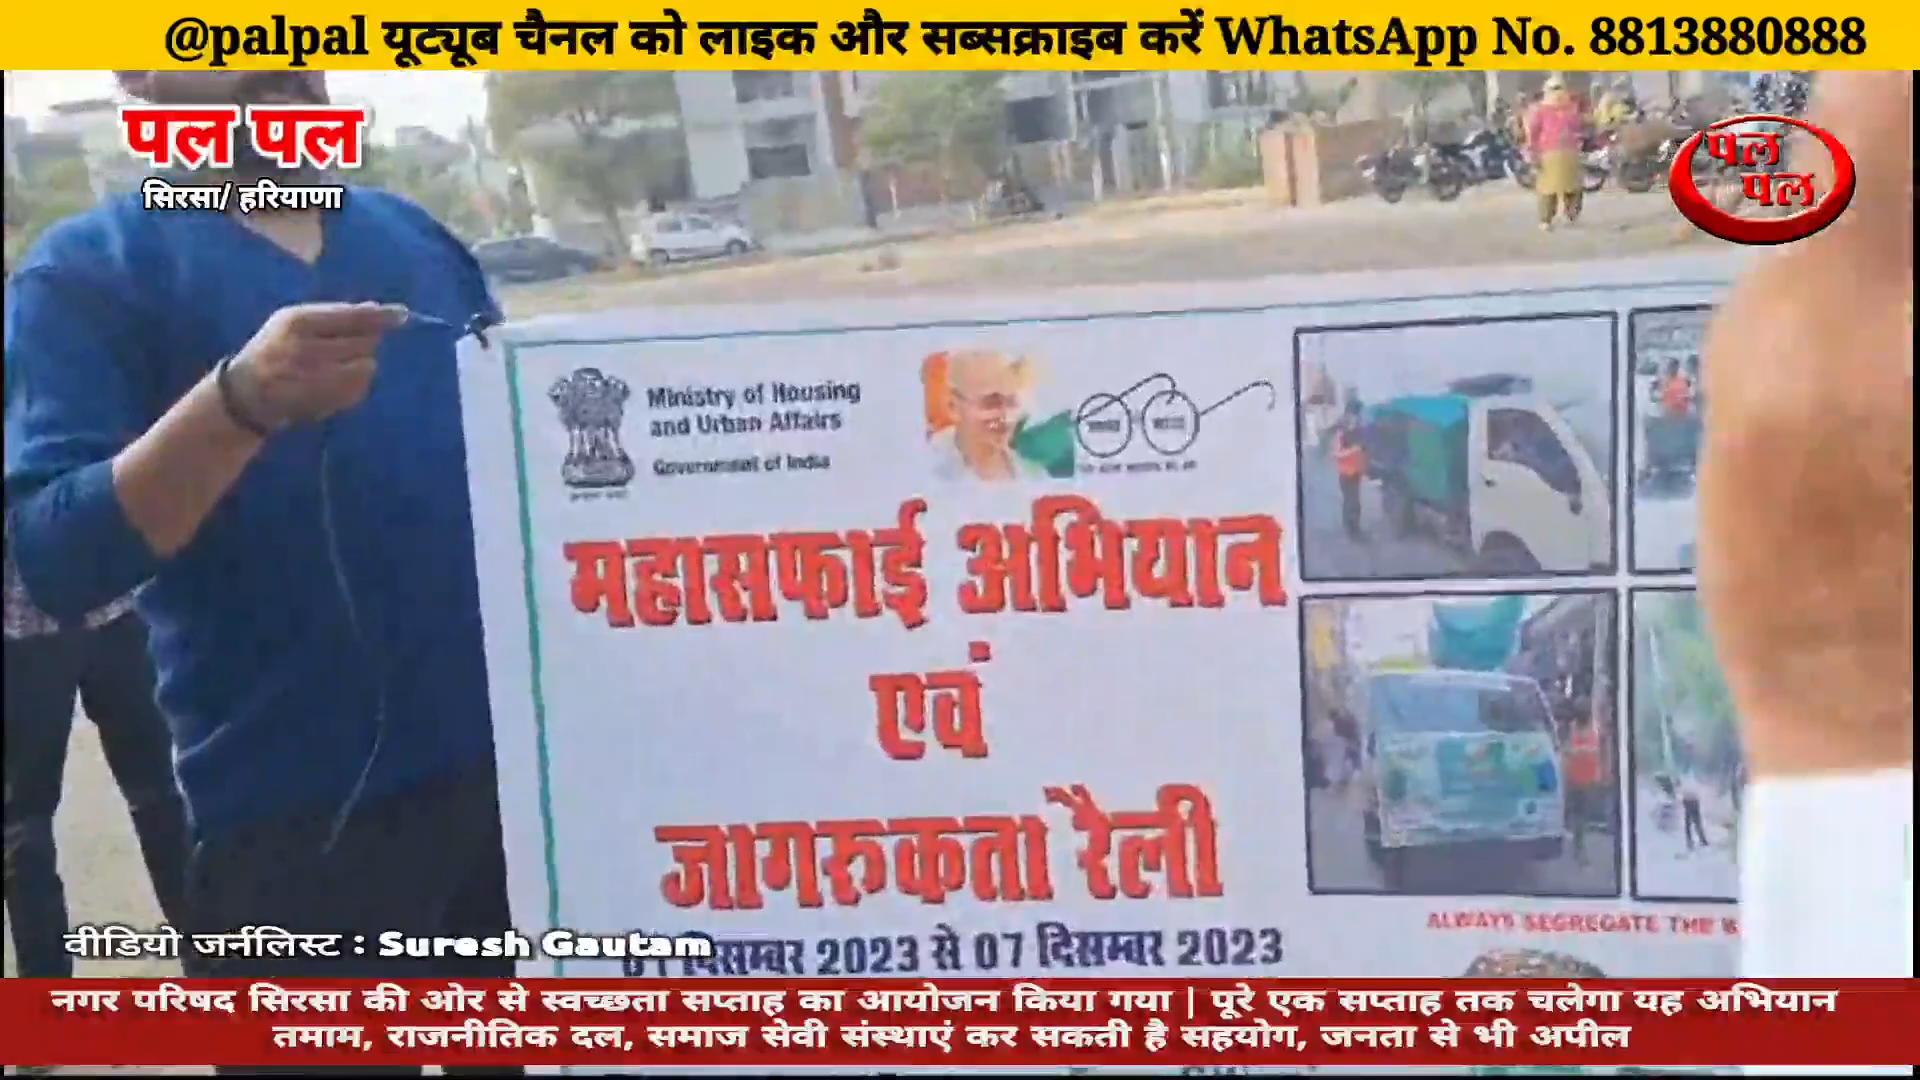 @palpal यूट्यूब चैनल को लाइक और सब्सक्राइब करें WhatsApp No. 8813880888
पल पल
सिरसा/ हरियाणा
पल
पल
Ministry of Housing
and Urban Affairs
Government of India
महासफाई अभियान
एवं
जागरुकता रैली
दिसम्बर 2023 से 07 दिसम्बर 2023
ALWAYS SEGREGATE THE
वीडियो जर्नलिस्ट : Suresh Gautam
नगर परिषद सिरसा की ओर से स्वच्छता सप्ताह का आयोजन किया गया | पूरे एक सप्ताह तक चलेगा यह अभियान
तमाम, राजनीतिक दल, समाज सेवी संस्थाएं कर सकती है सहयोग, जनता से भी अपील